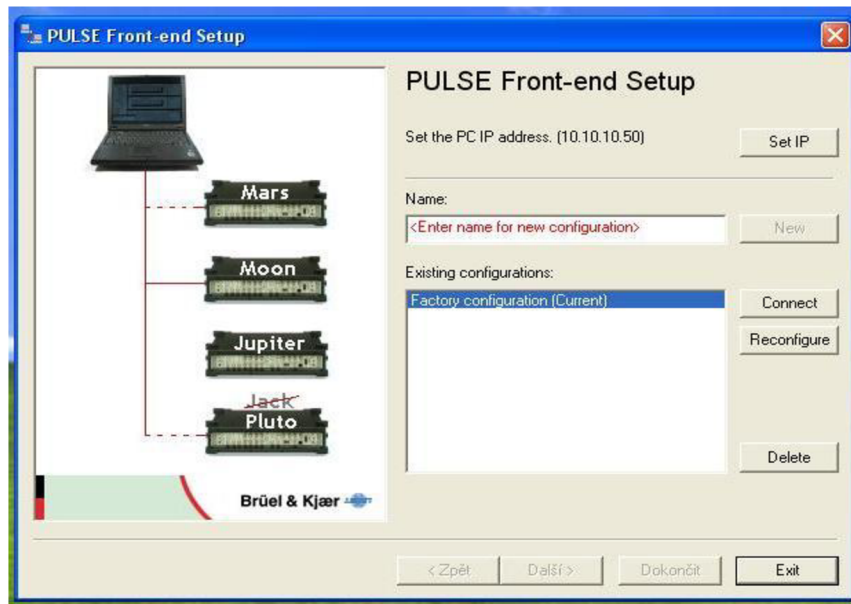 PULSE Front-end Setup
Mars
Moon
Jupiter
Jack
Pluto
Brüel & Kjær
PULSE Front-end Setup
Set the PC IP address. (10.10.10.50)
Set IP
Name:
<Enter name for new configuration>
New
Existing configurations:
Factory configuration (Current)
Connect
Reconfigure
Delete
< Zpět
Další >
Dokončit
Exit